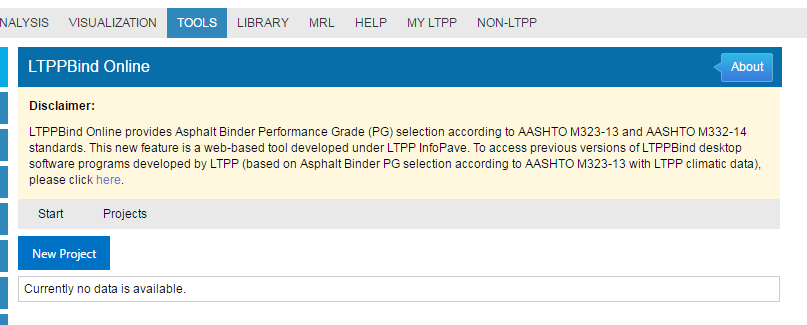 NALYSIS VISUALIZATION TOOLS LIBRARY MRL HELP MY LTPP NON-LTPP
LTPPBind Online About
Disclaimer:
LTPPBind Online provides Asphalt Binder Performance Grade (PG) selection according to AASHTO M323-13 and AASHTO M332-14
standards. This new feature is a web-based tool developed under LTPP InfoPave. To access previous versions of LTPPBind desktop
software programs developed by LTPP (based on Asphalt Binder PG selection according to AASHTO M323-13 with LTPP climatic data),
please click here.
Start Projects
New Project
Currently no data is available.